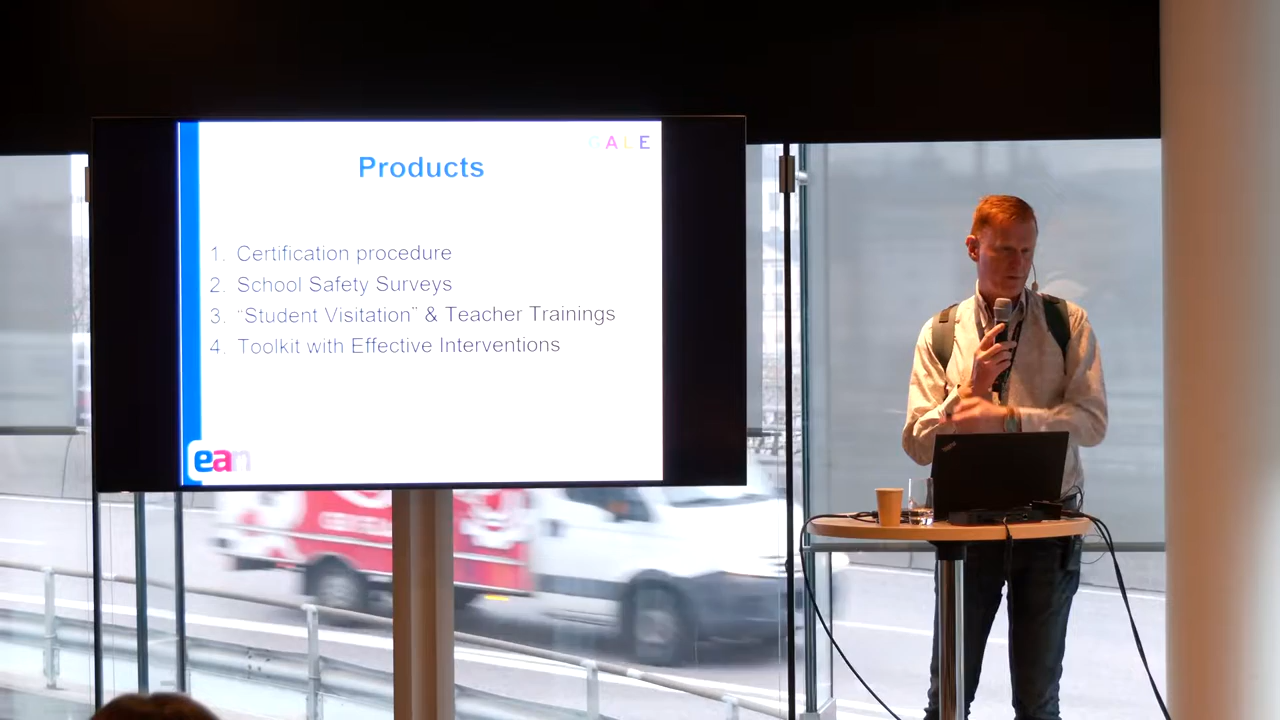 GALE
Products
1. Certification procedure
2. School Safety Surveys
3. "Student Visitation" & Teacher Trainings
4. Toolkit with Effective Interventions
ean